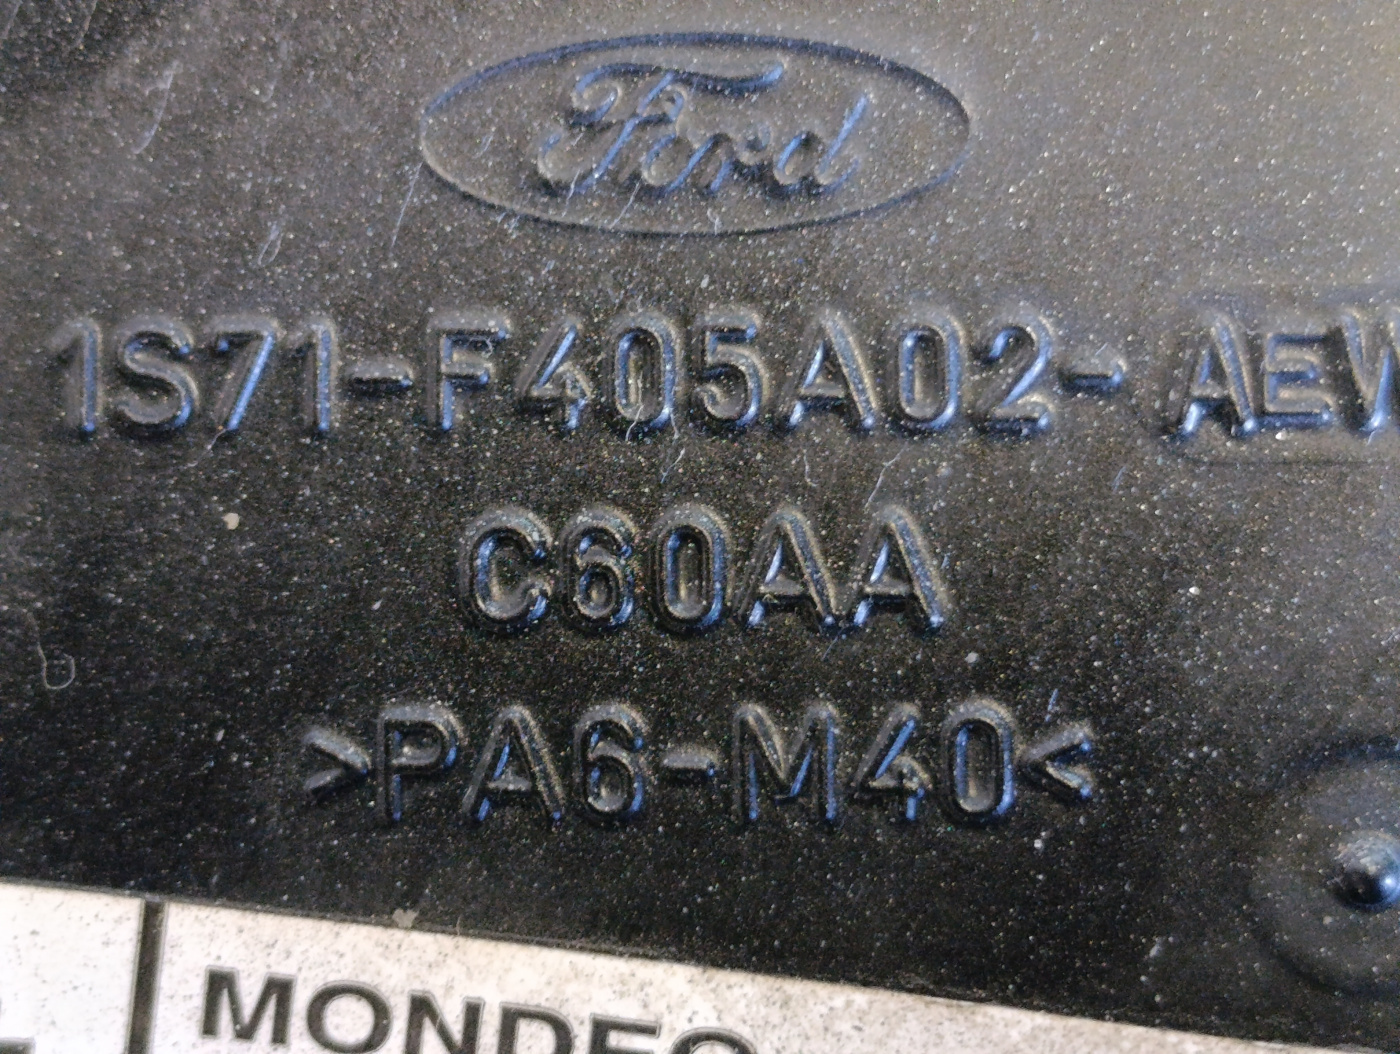 Ford
1S71-F405A02-AEW
C60AA
>PA6-M40<
MONDEO